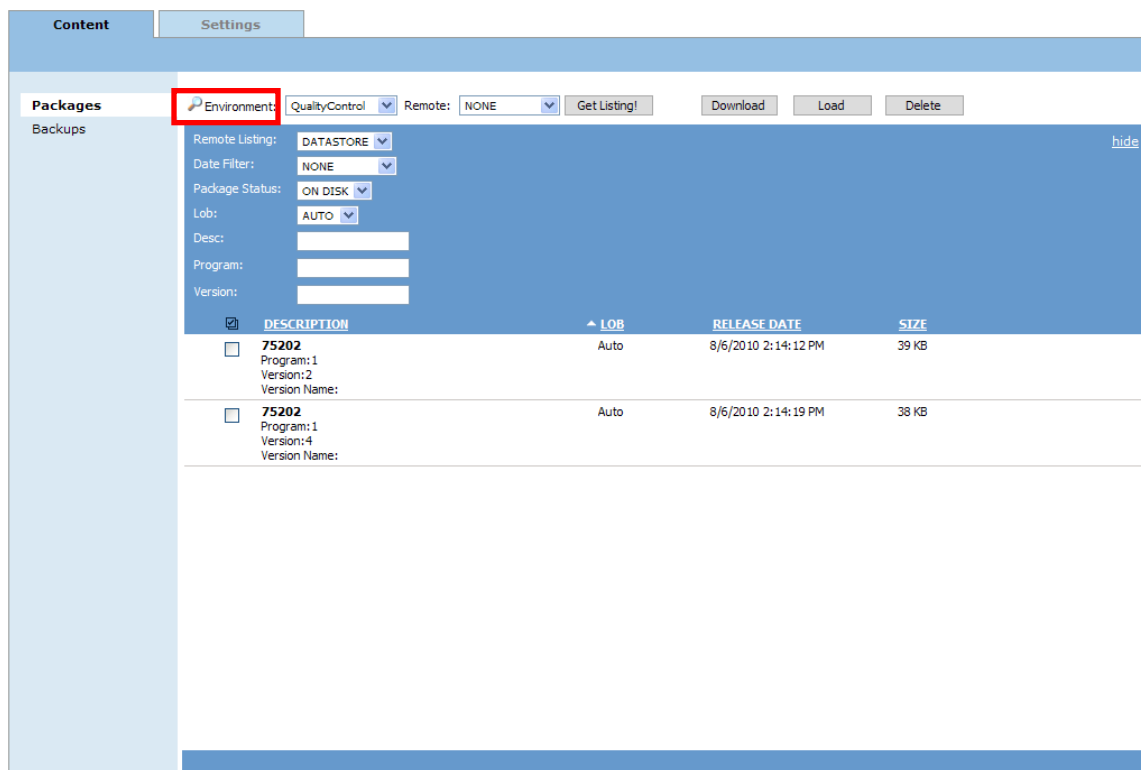 Content Settings
Packages
Backups
Environment: QualityControl Remote: NONE Get Listing! Download Load Delete
Remote Listing: DATASTORE hide
Date Filter: NONE
Package Status: ON DISK
Lob: AUTO
Desc:
Program:
Version:
DESCRIPTION LOB RELEASE DATE SIZE
75202 Auto 8/6/2010 2:14:12 PM 39 KB
Program:1
Version:2
Version Name:
75202 Auto 8/6/2010 2:14:19 PM 38 KB
Program:1
Version:4
Version Name: